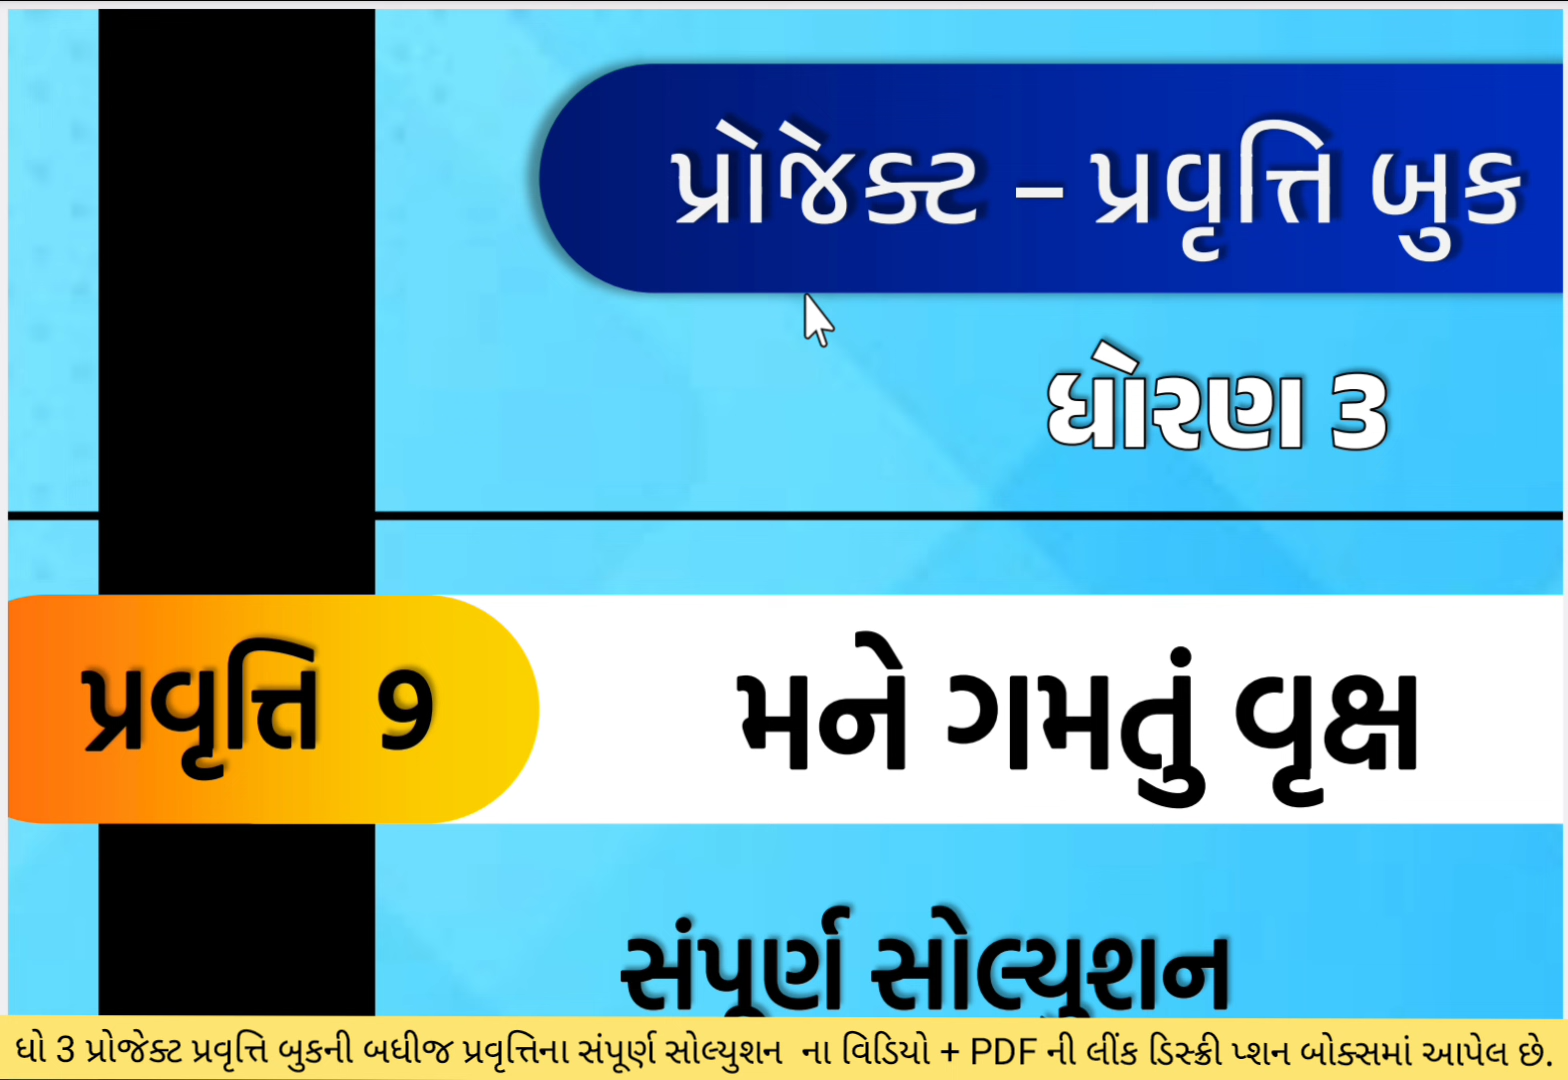 પ્રોજેક્ટ – પ્રવૃત્તિ બુક
ધોરણ 3
પ્રવૃત્તિ 9 મને ગમતું વૃક્ષ
સંપૂર્ણ સોલ્યુશન
ધો 3 પ્રોજેક્ટ પ્રવૃત્તિ બુકની બધીજ પ્રવૃત્તિના સંપૂર્ણ સોલ્યુશન ના વિડિયો + PDF ની લીંક ડિસ્ક્રી પ્શન બોક્સમાં આપેલ છે.